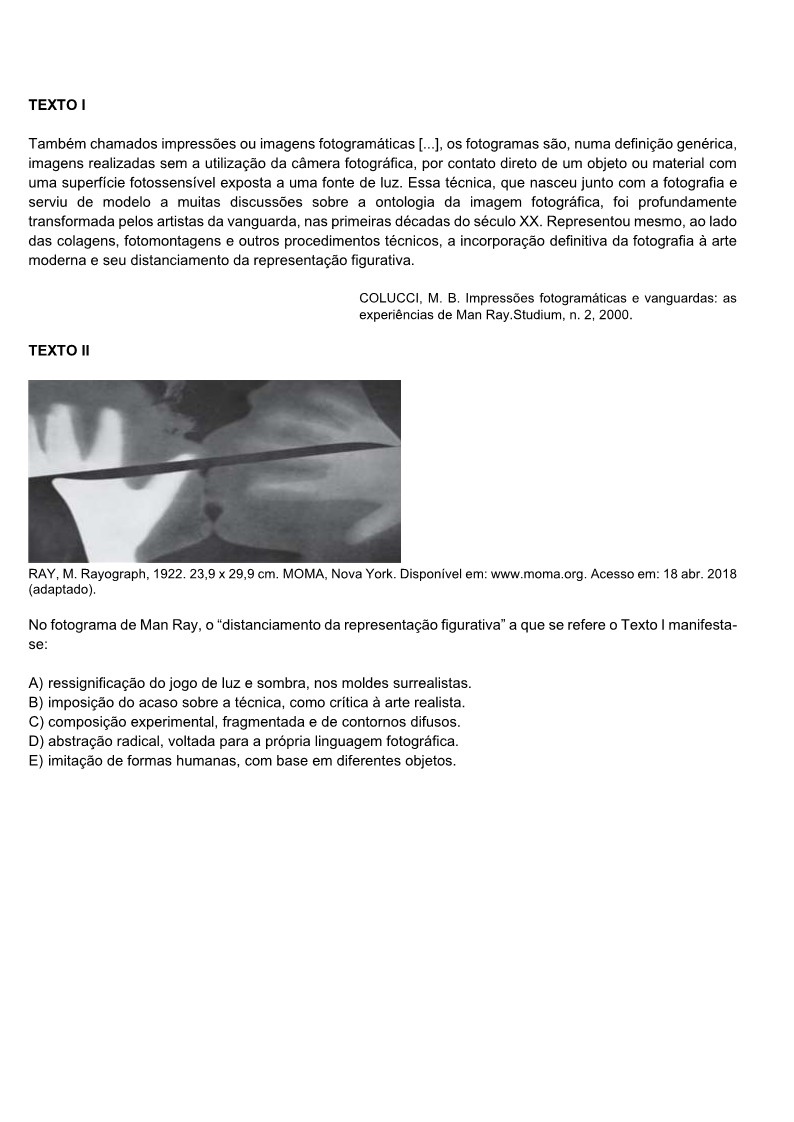 TEXTO I
Também chamados impressões ou imagens fotogramáticas [...], os fotogramas são, numa definição genérica,
imagens realizadas sem a utilização da câmera fotográfica, por contato direto de um objeto ou material com
uma superfície fotossensível exposta a uma fonte de luz. Essa técnica, que nasceu junto com a fotografia e
serviu de modelo a muitas discussões sobre a ontologia da imagem fotográfica, foi profundamente
transformada pelos artistas da vanguarda, nas primeiras décadas do século XX. Representou mesmo, ao lado
das colagens, fotomontagens e outros procedimentos técnicos, a incorporação definitiva da fotografia à arte
moderna e seu distanciamento da representação figurativa.
COLUCCI, M. B. Impressões fotogramáticas e vanguardas: as
experiências de Man Ray.Studium, n. 2, 2000.
TEXTO II
RAY, M. Rayograph, 1922. 23,9 x 29,9 cm. MOMA, Nova York. Disponível em: www.moma.org. Acesso em: 18 abr. 2018
(adaptado).
No fotograma de Man Ray, o “distanciamento da representação figurativa” a que se refere o Texto I manifesta-
se:
A) ressignificação do jogo de luz e sombra, nos moldes surrealistas.
B) imposição do acaso sobre a técnica, como crítica à arte realista.
C) composição experimental, fragmentada e de contornos difusos.
D) abstração radical, voltada para a própria linguagem fotográfica.
E) imitação de formas humanas, com base em diferentes objetos.